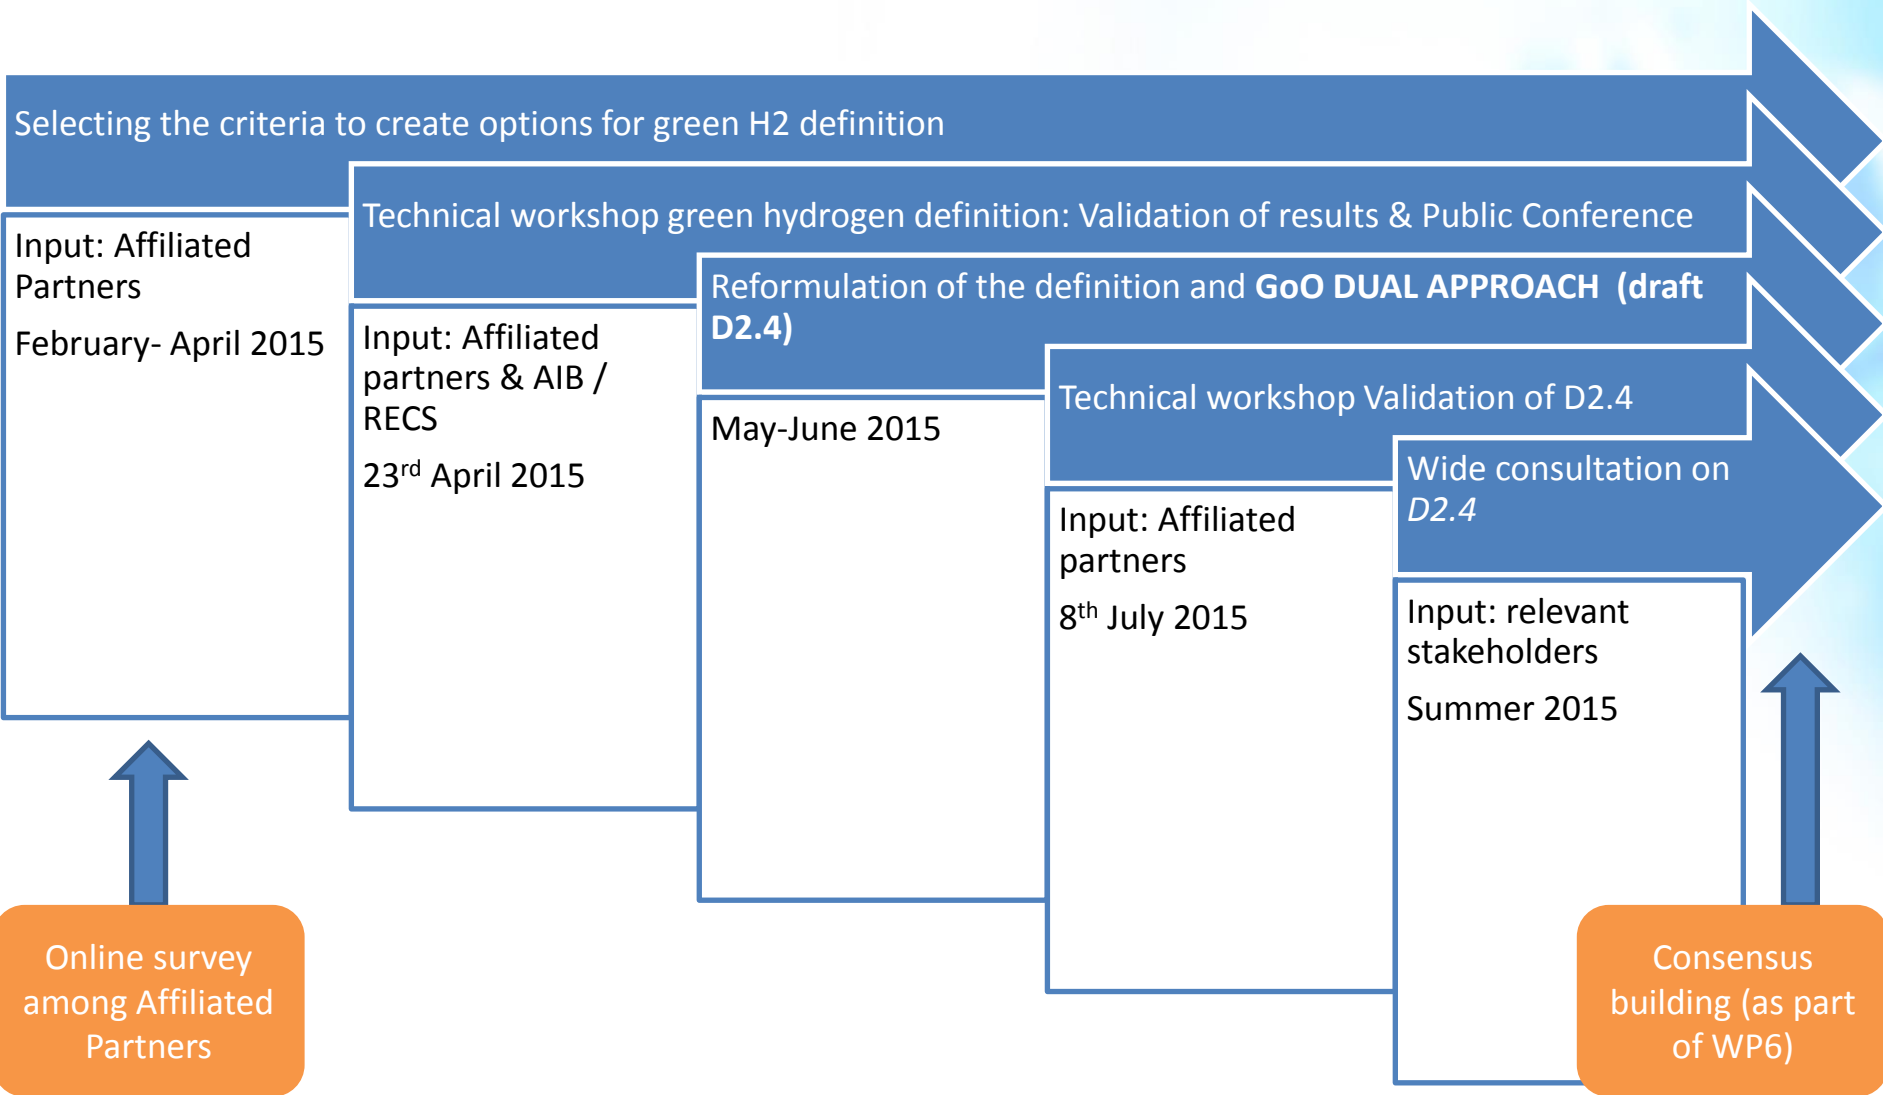 Selecting the criteria to create options for green H2 definition
Input: Affiliated
Partners
February- April 2015
Technical workshop green hydrogen definition: Validation of results & Public Conference
Input: Affiliated
partners & AIB /
RECS
23rd April 2015
Reformulation of the definition and GoO DUAL APPROACH (draft
D2.4)
May-June 2015
Technical workshop Validation of D2.4
Input: Affiliated
partners
8th July 2015
Wide consultation on
D2.4
Input: relevant
stakeholders
Summer 2015
Online survey
among Affiliated
Partners
Consensus
building (as part
of WP6)